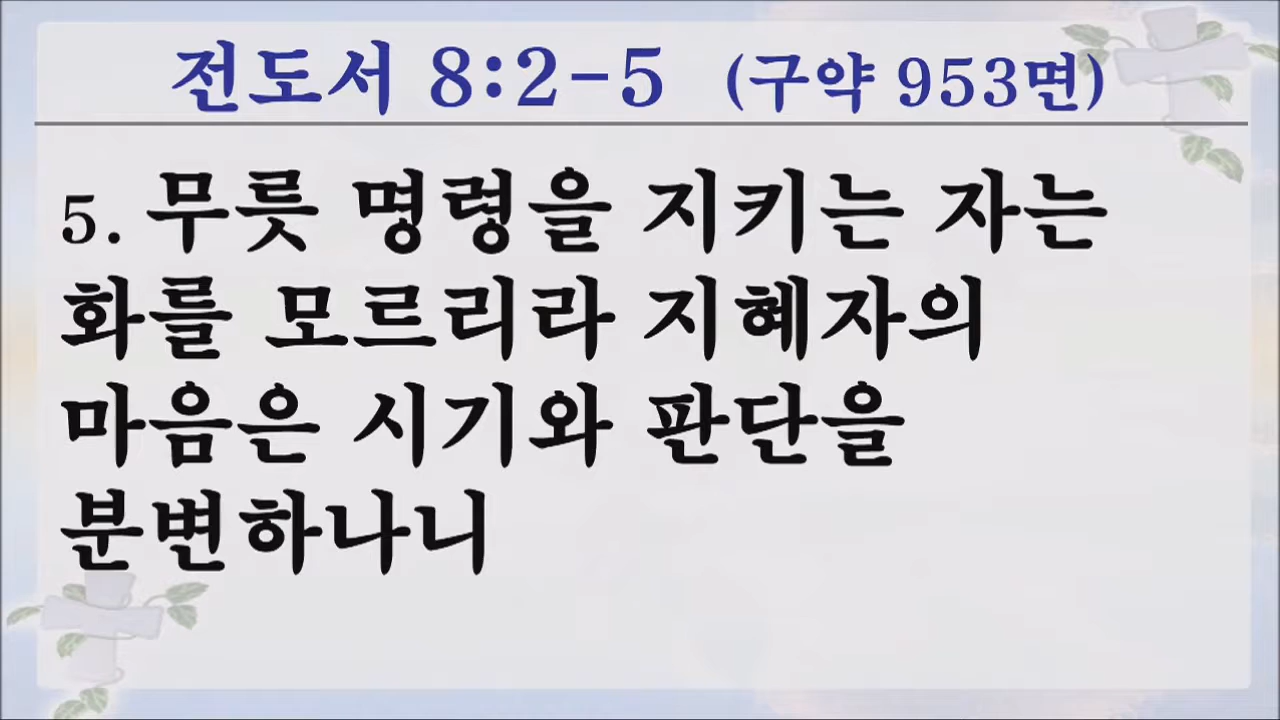 전도서 8:2-5 (구약 953면)
5. 무릇 명령을 지키는 자는
화를 모르리라 지혜자의
마음은 시기와 판단을
분변하나니